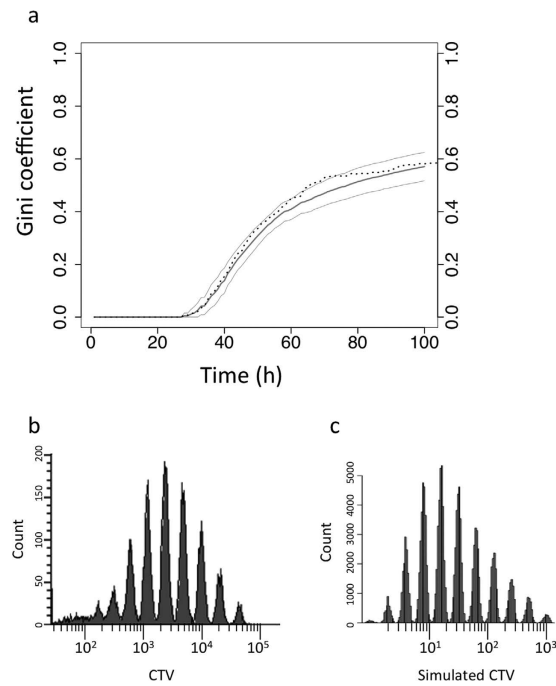 a
Gini coefficient
0.0 0.2 0.4 0.6 0.8 1.0
0.0 0.2 0.4 0.6 0.8 1.0
0 20 40 60 80 100
Time (h)
b
Count
0 50 100 150 200
10² 10³ 10⁴ 10⁵
CTV
c
Count
0 1000 2000 3000 4000 5000
10¹ 10² 10³
Simulated CTV